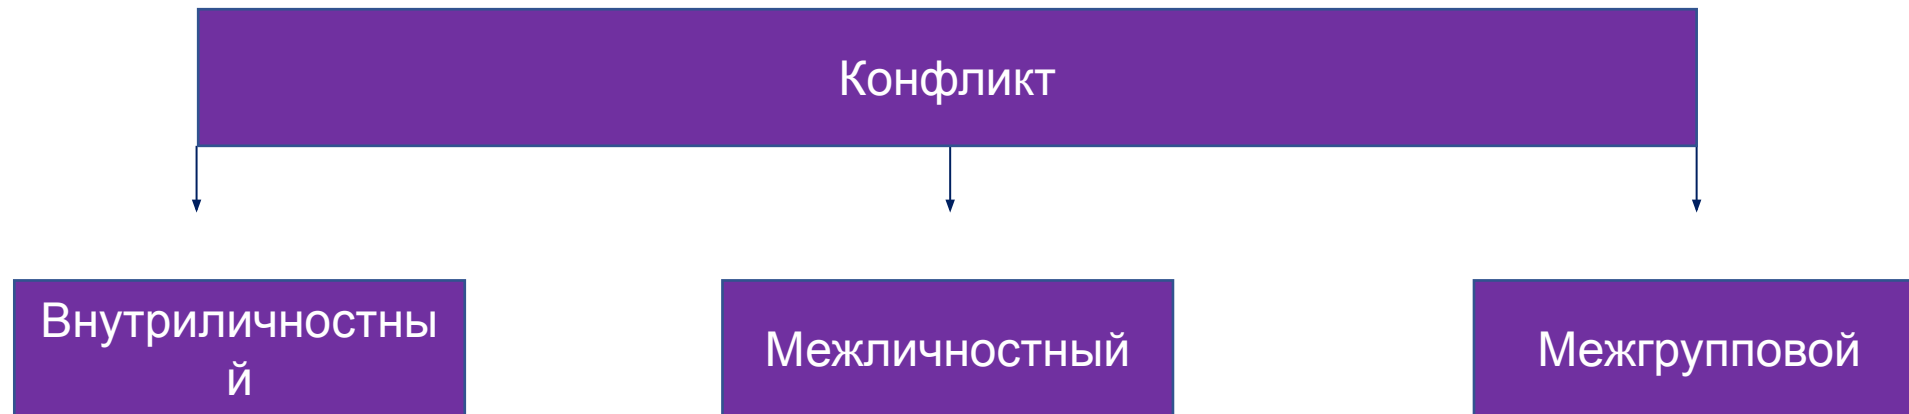 Конфликт
Внутриличностны
й
Межличностный
Межгрупповой